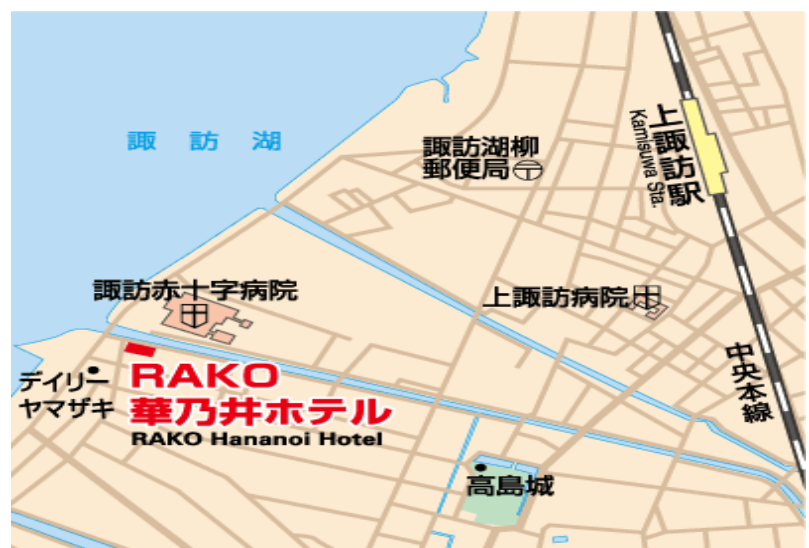 諏訪湖
諏訪湖柳
郵便局
上諏訪駅
Kamisuwa Sta.
諏訪赤十字病院
上諏訪病院
中央本線
デイリー
ヤマザキ
RAKO
華乃井ホテル
RAKO Hananoi Hotel
高島城